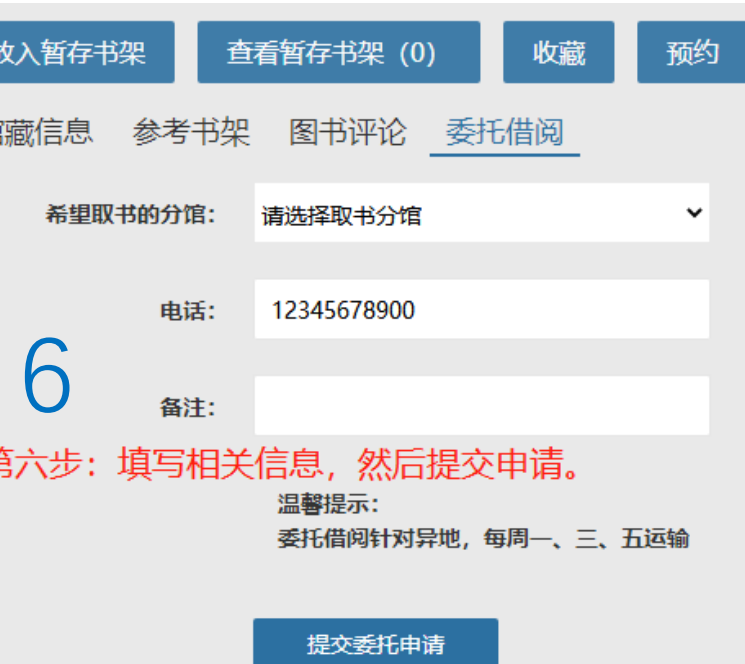 放入暂存书架 查看暂存书架（0） 收藏 预约
馆藏信息 参考书架 图书评论 委托借阅
希望取书的分馆： 请选择取书分馆
电话： 12345678900
6
备注：
第六步：填写相关信息，然后提交申请。
温馨提示：
委托借阅针对异地，每周一、三、五运输
提交委托申请